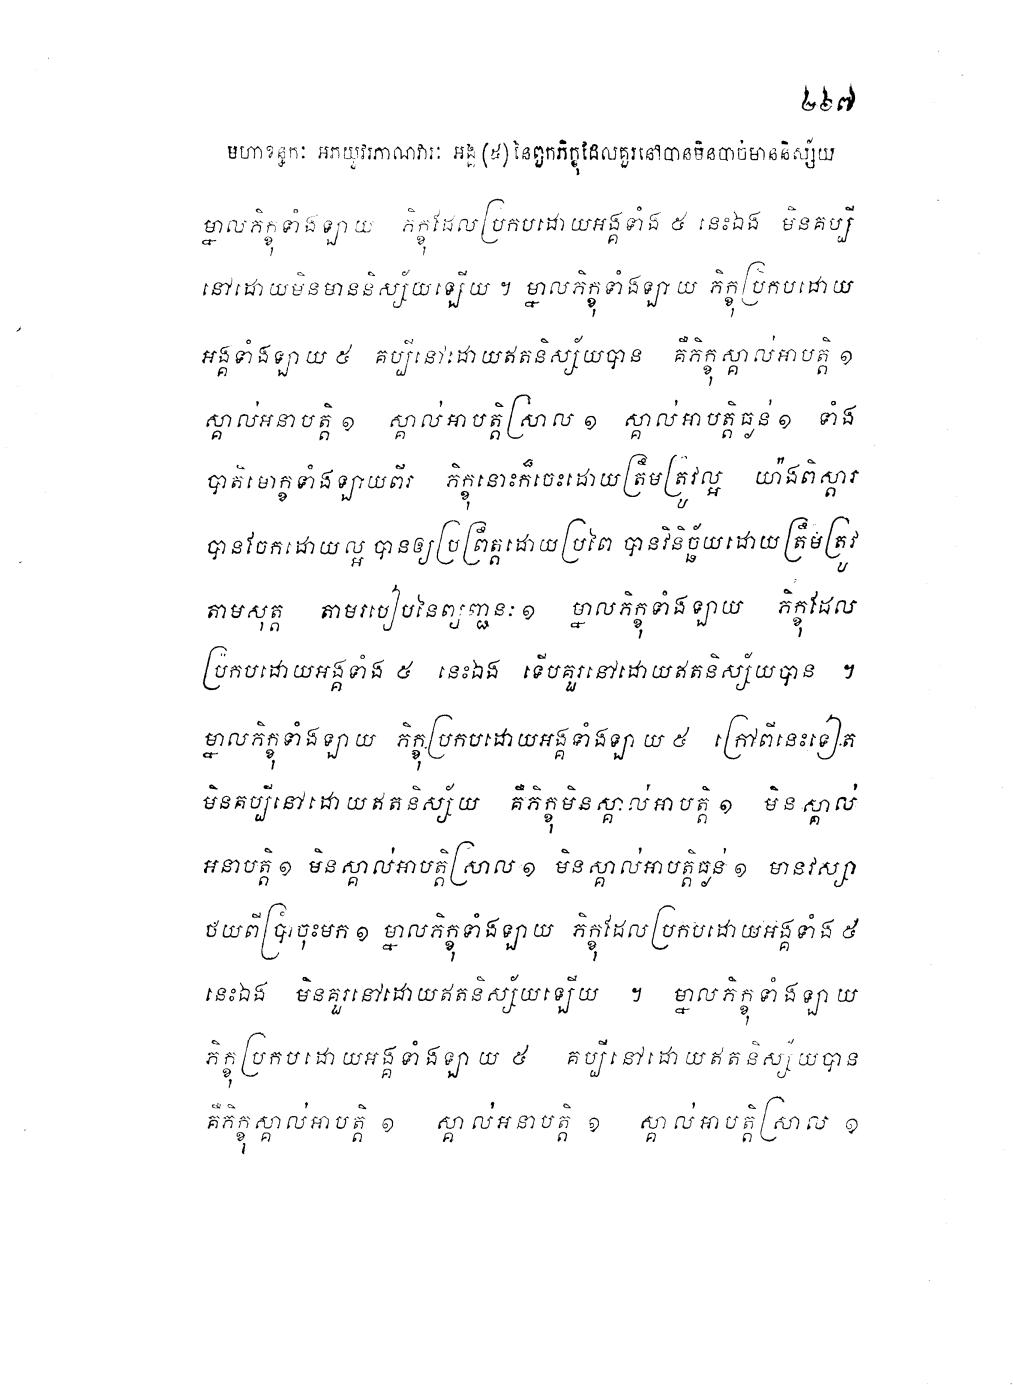 ២៦៧
មហាខន្ធកៈ អភយូវរភាណវារៈ អង្គ (៥) នៃពួកភិក្ខុដែលគួរនៅបានមិនបាច់មាននិស្ស័យ
ម្នាលភិក្ខុទាំងឡាយ ភិក្ខុដែលប្រកបដោយអង្គទាំង ៥ នេះឯង មិនគប្បី
នៅដោយមិនមាននិស្ស័យឡើយ ។ ម្នាលភិក្ខុទាំងឡាយ ភិក្ខុប្រកបដោយ
អង្គទាំងឡាយ ៥ គប្បីនៅដោយឥតនិស្ស័យបាន គឺភិក្ខុស្គាល់អាបត្តិ ១
ស្គាល់អនាបត្តិ ១ ស្គាល់អាបត្តិស្រាល ១ ស្គាល់អាបត្តិធ្ងន់ ១ ទាំង
បាតិមោក្ខទាំងឡាយពីរ ភិក្ខុនោះក៏ចេះដោយត្រឹមត្រូវល្អ យ៉ាងពិស្តារ
បានចែកដោយល្អ បានឲ្យប្រព្រឹត្តដោយប្រពៃ បានវិនិច្ឆ័យដោយត្រឹមត្រូវ
តាមសុត្ត តាមរបៀបនៃព្យញ្ជនៈ ១ ម្នាលភិក្ខុទាំងឡាយ ភិក្ខុដែល
ប្រកបដោយអង្គទាំង ៥ នេះឯង ទើបគួរនៅដោយឥតនិស្ស័យបាន ។
ម្នាលភិក្ខុទាំងឡាយ ភិក្ខុប្រកបដោយអង្គទាំងឡាយ ៥ ក្រៅពីនេះទៀត
មិនគប្បីនៅដោយឥតនិស្ស័យ គឺភិក្ខុមិនស្គាល់អាបត្តិ ១ មិនស្គាល់
អនាបត្តិ ១ មិនស្គាល់អាបត្តិស្រាល ១ មិនស្គាល់អាបត្តិធ្ងន់ ១ មានវស្សា
ថយពីប្រាំចុះមក ១ ម្នាលភិក្ខុទាំងឡាយ ភិក្ខុដែលប្រកបដោយអង្គទាំង ៥
នេះឯង មិនគួរនៅដោយឥតនិស្ស័យឡើយ ។ ម្នាលភិក្ខុទាំងឡាយ
ភិក្ខុប្រកបដោយអង្គទាំងឡាយ ៥ គប្បីនៅដោយឥតនិស្ស័យបាន
គឺភិក្ខុស្គាល់អាបត្តិ ១ ស្គាល់អនាបត្តិ ១ ស្គាល់អាបត្តិស្រាល ១